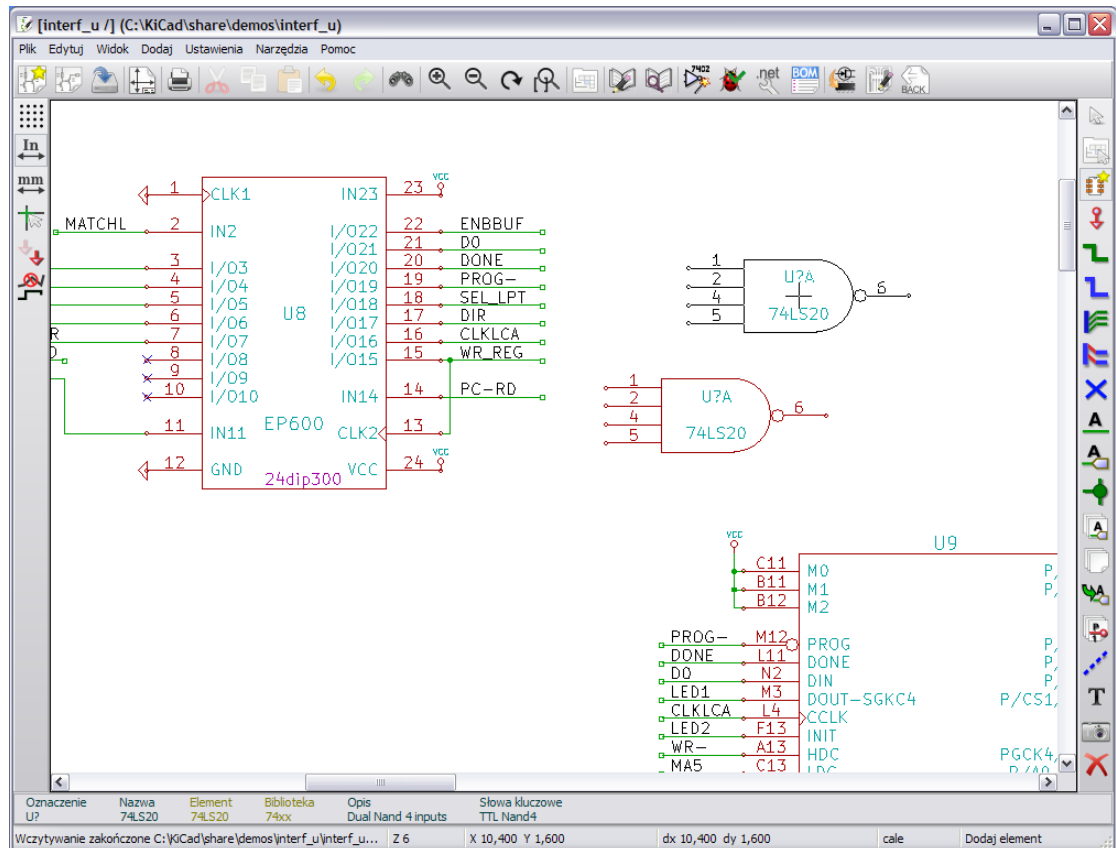 [interf_u /] (C:\KiCad\share\demos\interf_u)
Plik Edytuj Widok Dodaj Ustawienia Narzędzia Pomoc
7402
.net
BOM
BACK
In
mm
1 CLK1 IN23 23 VCC
MATCHL 2 IN2 I/O22 22 ENBBUF
I/O21 21 D0
3 I/O3 I/O20 20 DONE
4 I/O4 I/O19 19 PROG-
5 I/O5 U8 I/O18 18 SEL_LPT
6 I/O6 I/O17 17 DIR
R 7 I/O7 I/O16 16 CLKLCA
8 I/O8 I/O15 15 WR_REG
9 I/O9
10 I/O10 IN14 14 PC-RD
11 IN11 EP600 CLK2 13
12 GND VCC 24 VCC
24dip300
1
2 U?A
4 6
5 74LS20
1
2 U?A
4 6
5 74LS20
VCC
U9
C11 M0 P,
B11 M1 P,
B12 M2
PROG- M12 PROG P,
DONE L11 DONE P,
D0 N2 DIN P,
LED1 M3 DOUT-SGKC4 P/CS1,
CLKLCA L4 CCLK
LED2 F13 INIT
WR- A13 HDC PGCK4,
MA5 C13 LDC
A
A
A
A
P
1
T
Oznaczenie Nazwa Element Biblioteka Opis Słowa kluczowe
U? 74LS20 74LS20 74xx Dual Nand 4 inputs TTL Nand4
Wczytywanie zakończone C:\KiCad\share\demos\interf_u\interf_u... Z 6 X 10,400 Y 1,600 dx 10,400 dy 1,600 cale Dodaj element